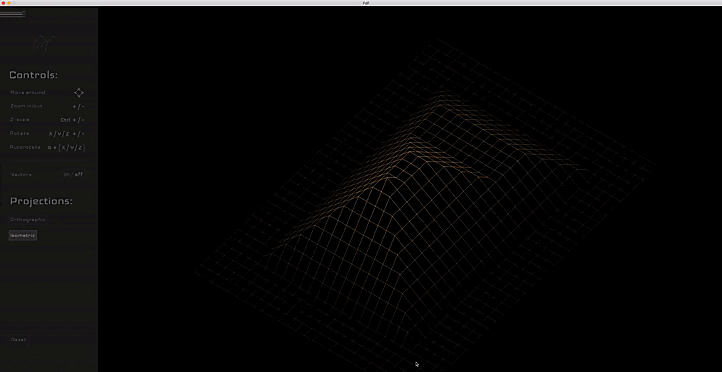 FdF
Controls:
Move around
Zoom in/out + / -
Z-scale Ctrl + / -
Rotate X / Y / Z + / -
Autorotate a + [ X / Y / Z ]
Vectors on / off
Projections:
Orthographic
Isometric
Reset